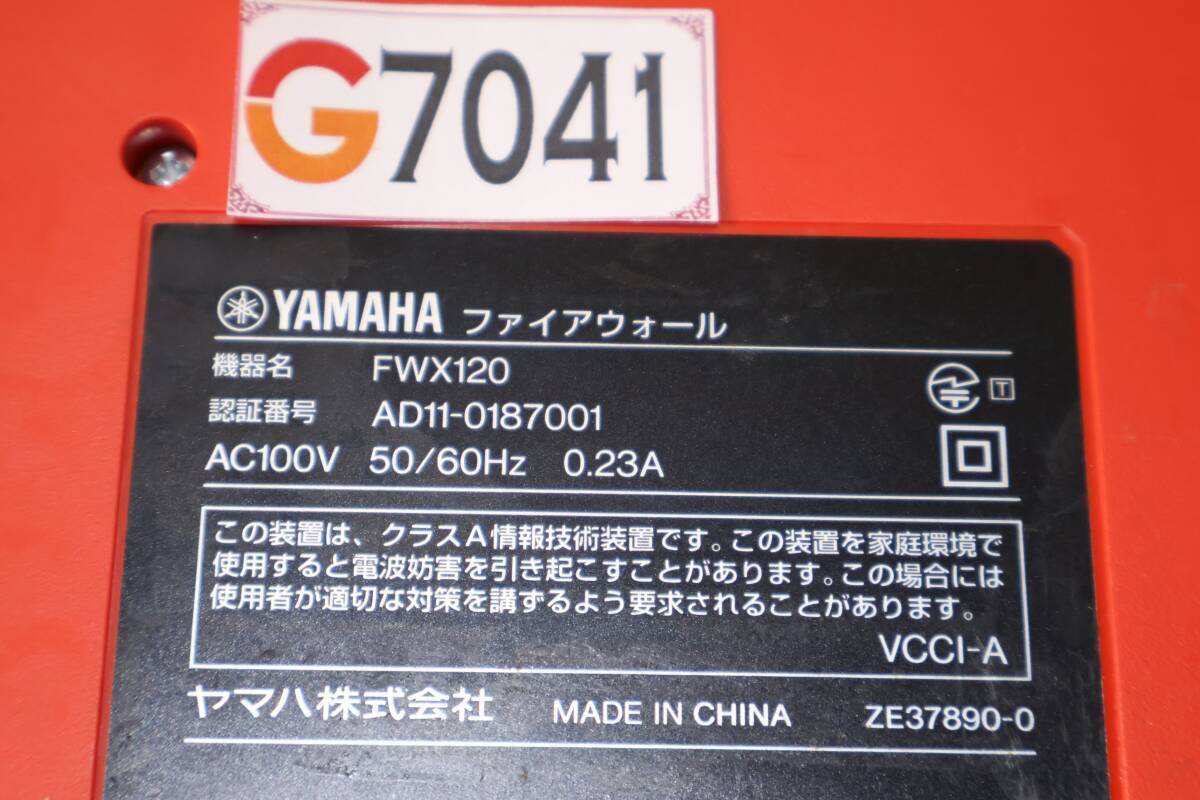 G7041
YAMAHA ファイアウォール
機器名 FWX120
認証番号 AD11-0187001
T
AC100V 50/60Hz 0.23A
この装置は、クラスA情報技術装置です。この装置を家庭環境で
使用すると電波妨害を引き起こすことがあります。この場合には
使用者が適切な対策を講ずるよう要求されることがあります。
VCCI-A
ヤマハ株式会社 MADE IN CHINA ZE37890-0